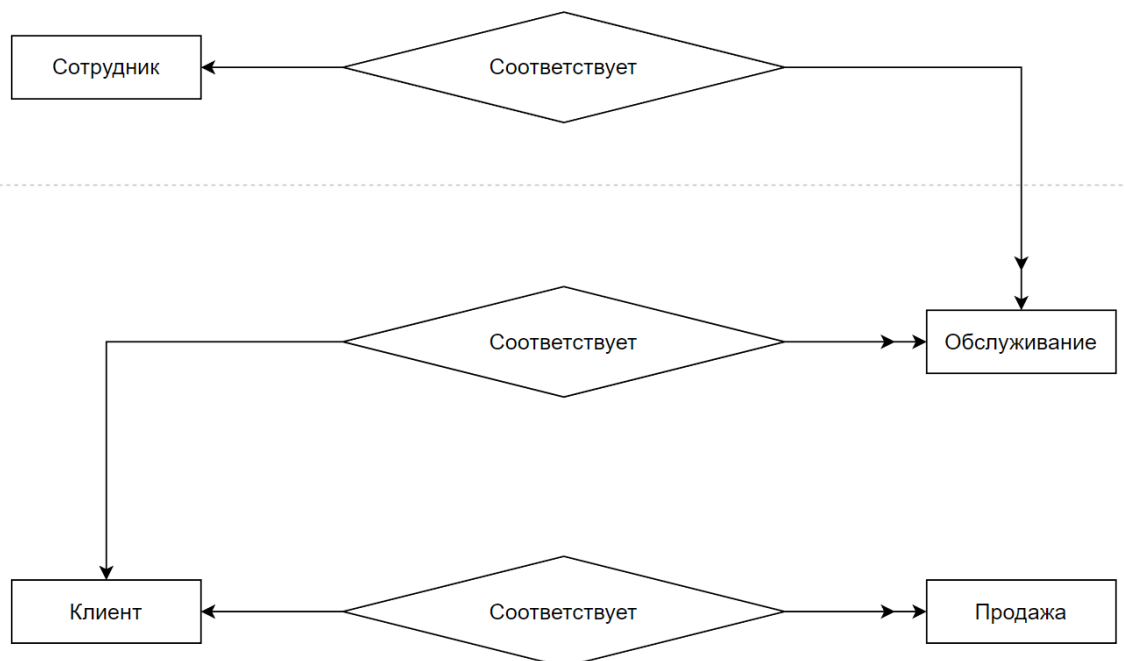 Сотрудник
Соответствует
Соответствует
Обслуживание
Клиент
Соответствует
Продажа